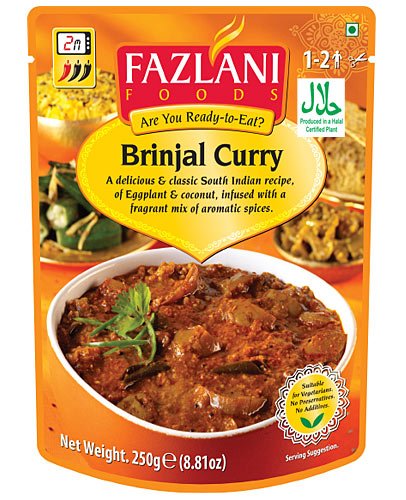 2m
FAZLANI
FOODS
Are You Ready-to-Eat?
1-2
حلال
Produced in a Halal
Certified Plant
Brinjal Curry
A delicious & classic South Indian recipe,
of Eggplant & coconut, infused with a
fragrant mix of aromatic spices.
Suitable
for Vegetarians.
No Preservatives.
No Additives.
Net Weight. 250g℮(8.81oz)
Serving Suggestion.